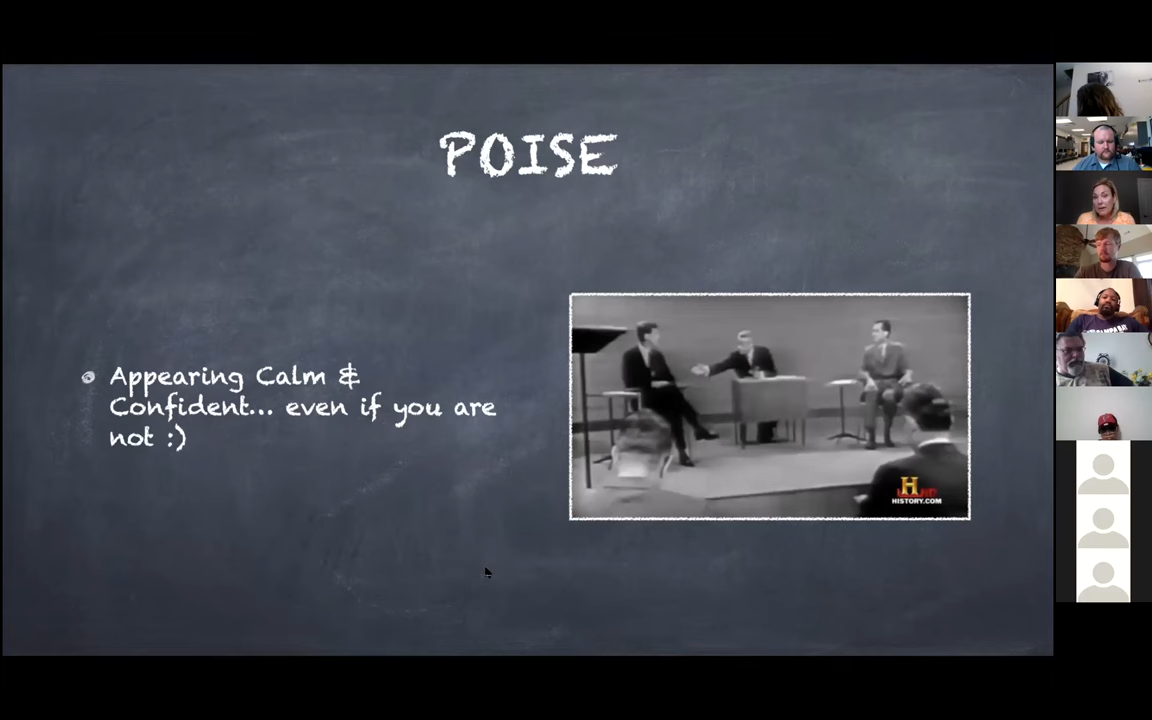 POISE
Appearing Calm &
Confident... even if you are
not :)
H
HISTORY.COM